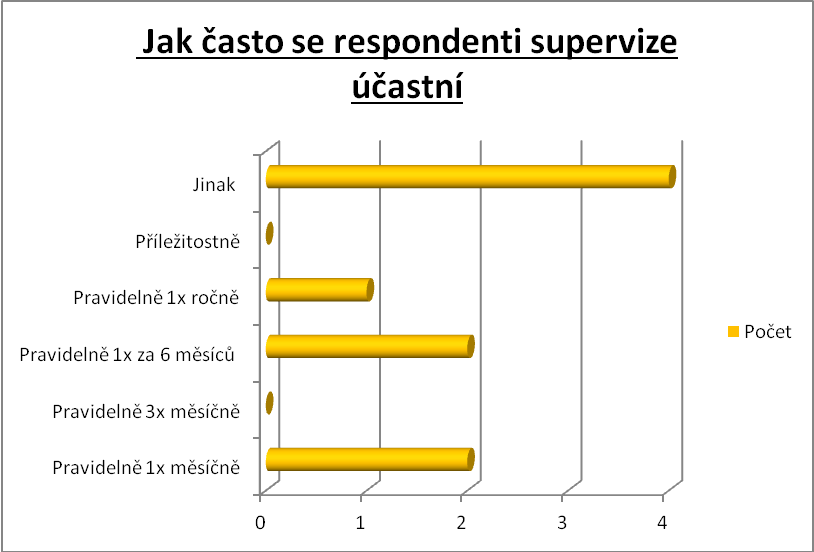 Jak často se respondenti supervize
účastní
Jinak
Příležitostně
Pravidelně 1x ročně
Pravidelně 1x za 6 měsíců
Pravidelně 3x měsíčně
Pravidelně 1x měsíčně
0 1 2 3 4
Počet